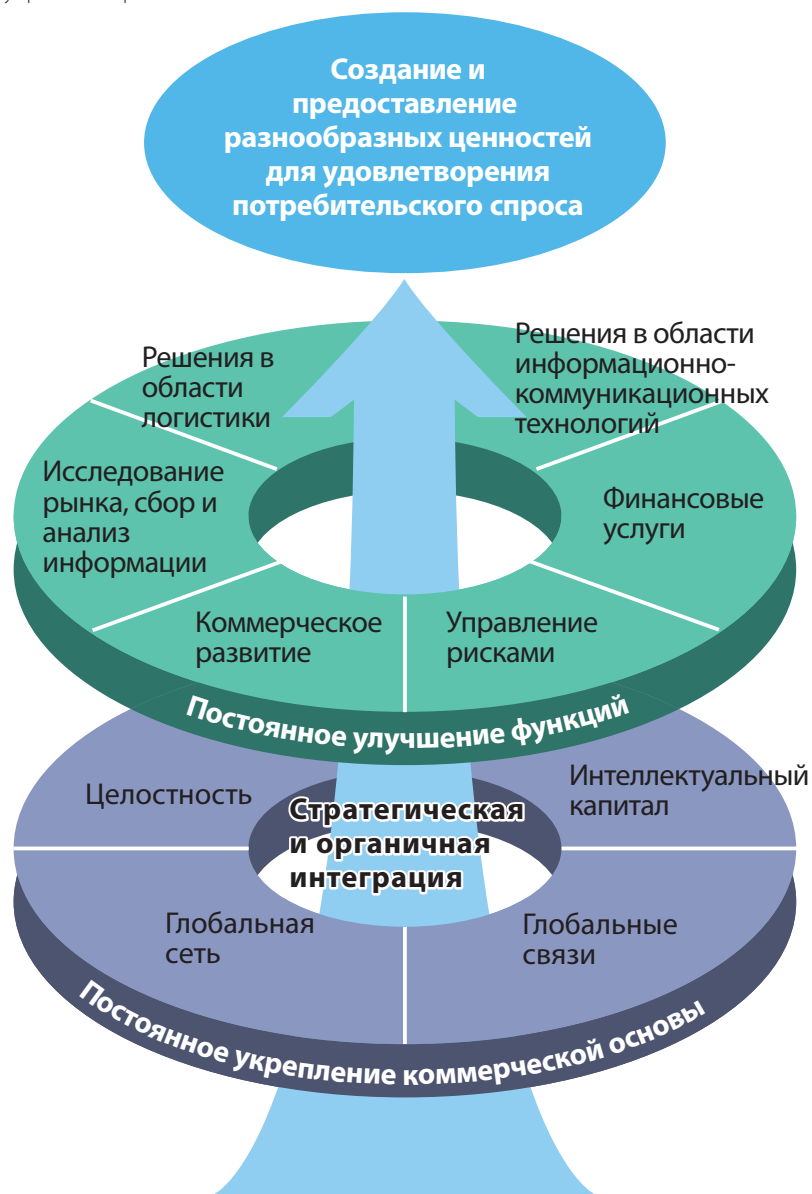 Создание и
предоставление
разнообразных ценностей
для удовлетворения
потребительского спроса
Решения в
области
логистики
Решения в области
информационно-
коммуникационных
технологий
Исследование
рынка, сбор и
анализ
информации
Финансовые
услуги
Коммерческое
развитие
Управление
рисками
Постоянное улучшение функций
Целостность
Интеллектуальный
капитал
Стратегическая
и органичная
интеграция
Глобальная
сеть
Глобальные
связи
Постоянное укрепление коммерческой основы